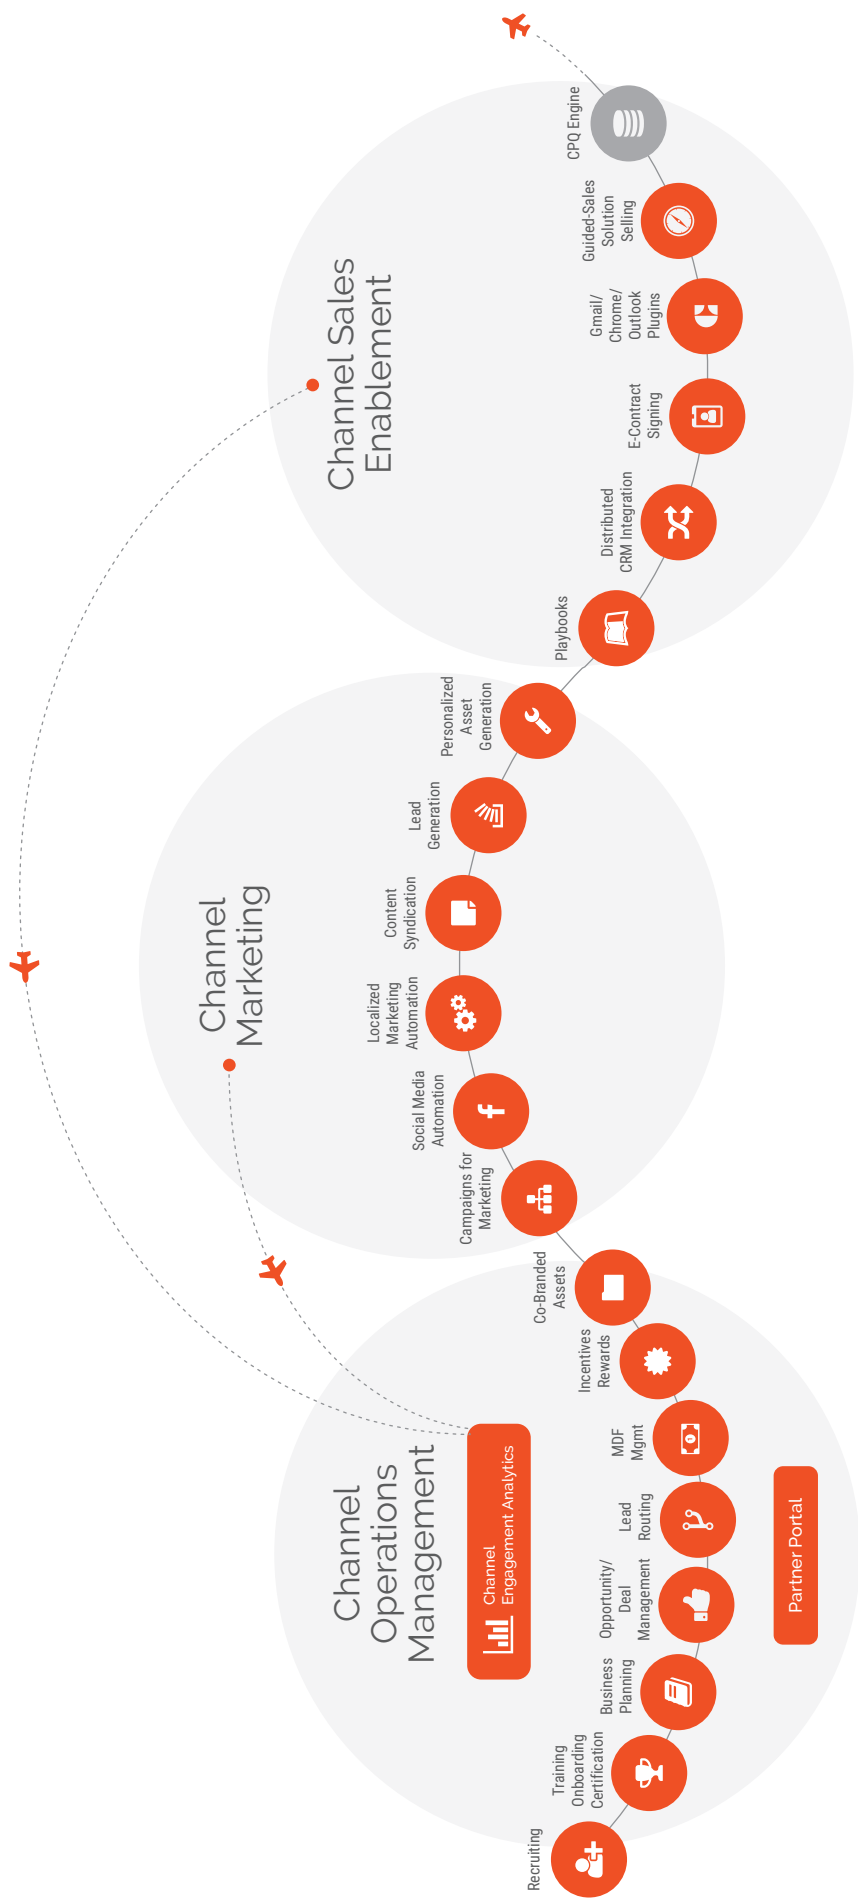 Channel
Operations
Management
Channel
Engagement Analytics
Recruiting
Training
Onboarding
Certification
Business
Planning
Opportunity/
Deal
Management
Lead
Routing
MDF
Mgmt
Incentives
Rewards
Co-Branded
Assets
Partner Portal
Channel
Marketing
Campaigns for
Marketing
Social Media
Automation
Localized
Marketing
Automation
Content
Syndication
Lead
Generation
Personalized
Asset
Generation
Channel Sales
Enablement
Playbooks
Distributed
CRM Integration
E-Contract
Signing
Gmail/
Chrome/
Outlook
Plugins
Guided-Sales
Solution
Selling
CPQ Engine